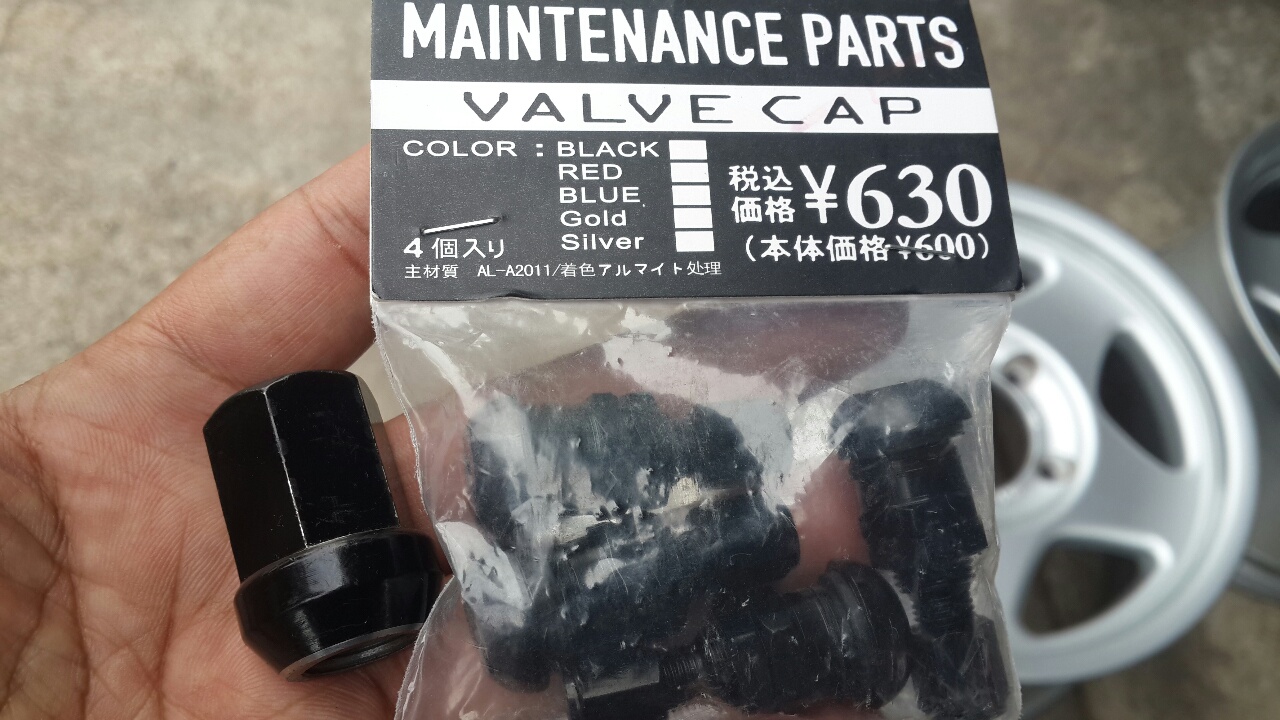 MAINTENANCE PARTS
VALVE CAP
COLOR : BLACK
RED
BLUE
Gold
Silver
税込価格 ¥630
(本体価格 ¥600)
4個入り
主材質 AL-A2011/着色アルマイト処理